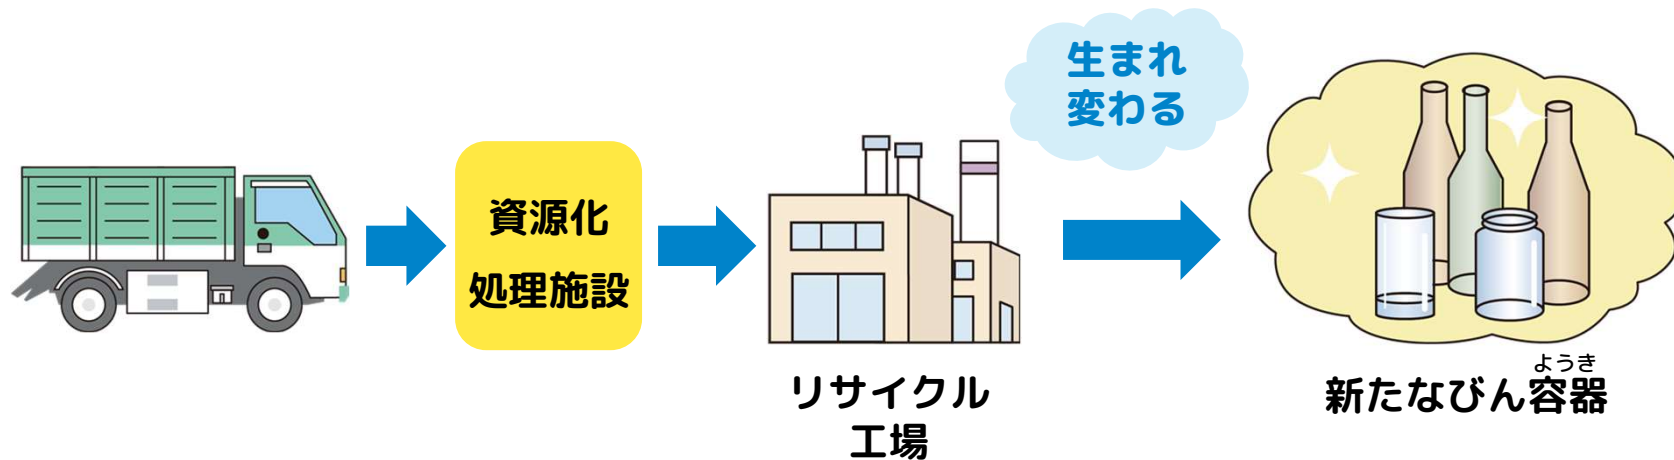 資源化
処理施設
リサイクル
工場
生まれ
変わる
ようき
新たなびん容器